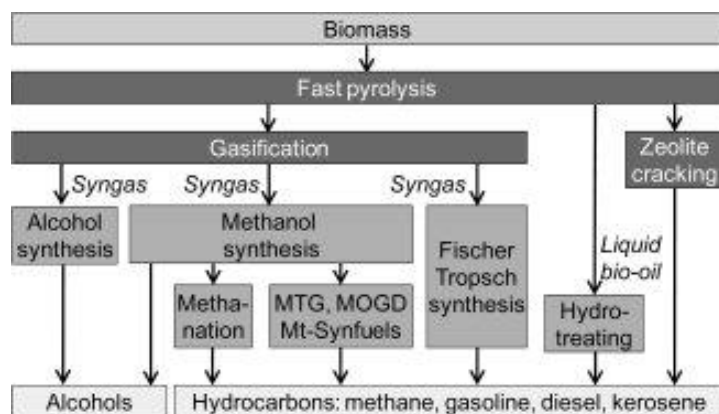 Biomass
Fast pyrolysis
Gasification
Zeolite
cracking
Syngas
Syngas
Syngas
Alcohol
synthesis
Methanol
synthesis
Fischer
Tropsch
synthesis
Liquid
bio-oil
Metha-
nation
MTG, MOGD
Mt-Synfuels
Hydro-
treating
Alcohols
Hydrocarbons: methane, gasoline, diesel, kerosene